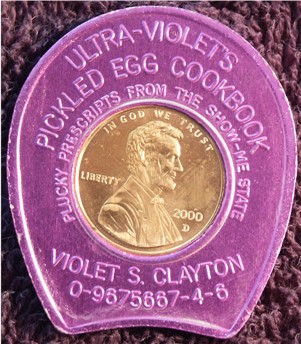 ULTRA-VIOLET'S
PICKLED EGG COOKBOOK
PLUCKY PRESCRIPTS FROM THE SHOW-ME STATE
IN GOD WE TRUST
LIBERTY
2000
D
VIOLET S. CLAYTON
0-9675667-4-6